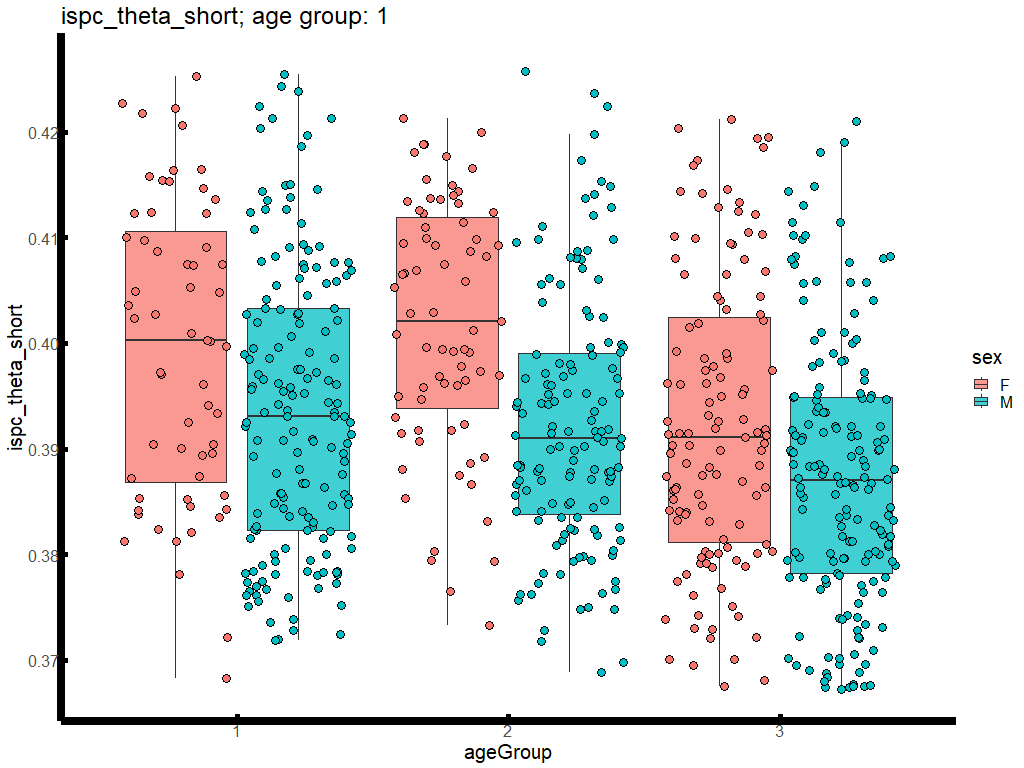 ispc_theta_short; age group: 1
ispc_theta_short
0.42
0.41
0.40
0.39
0.38
0.37
1
2
3
ageGroup
sex
F
M